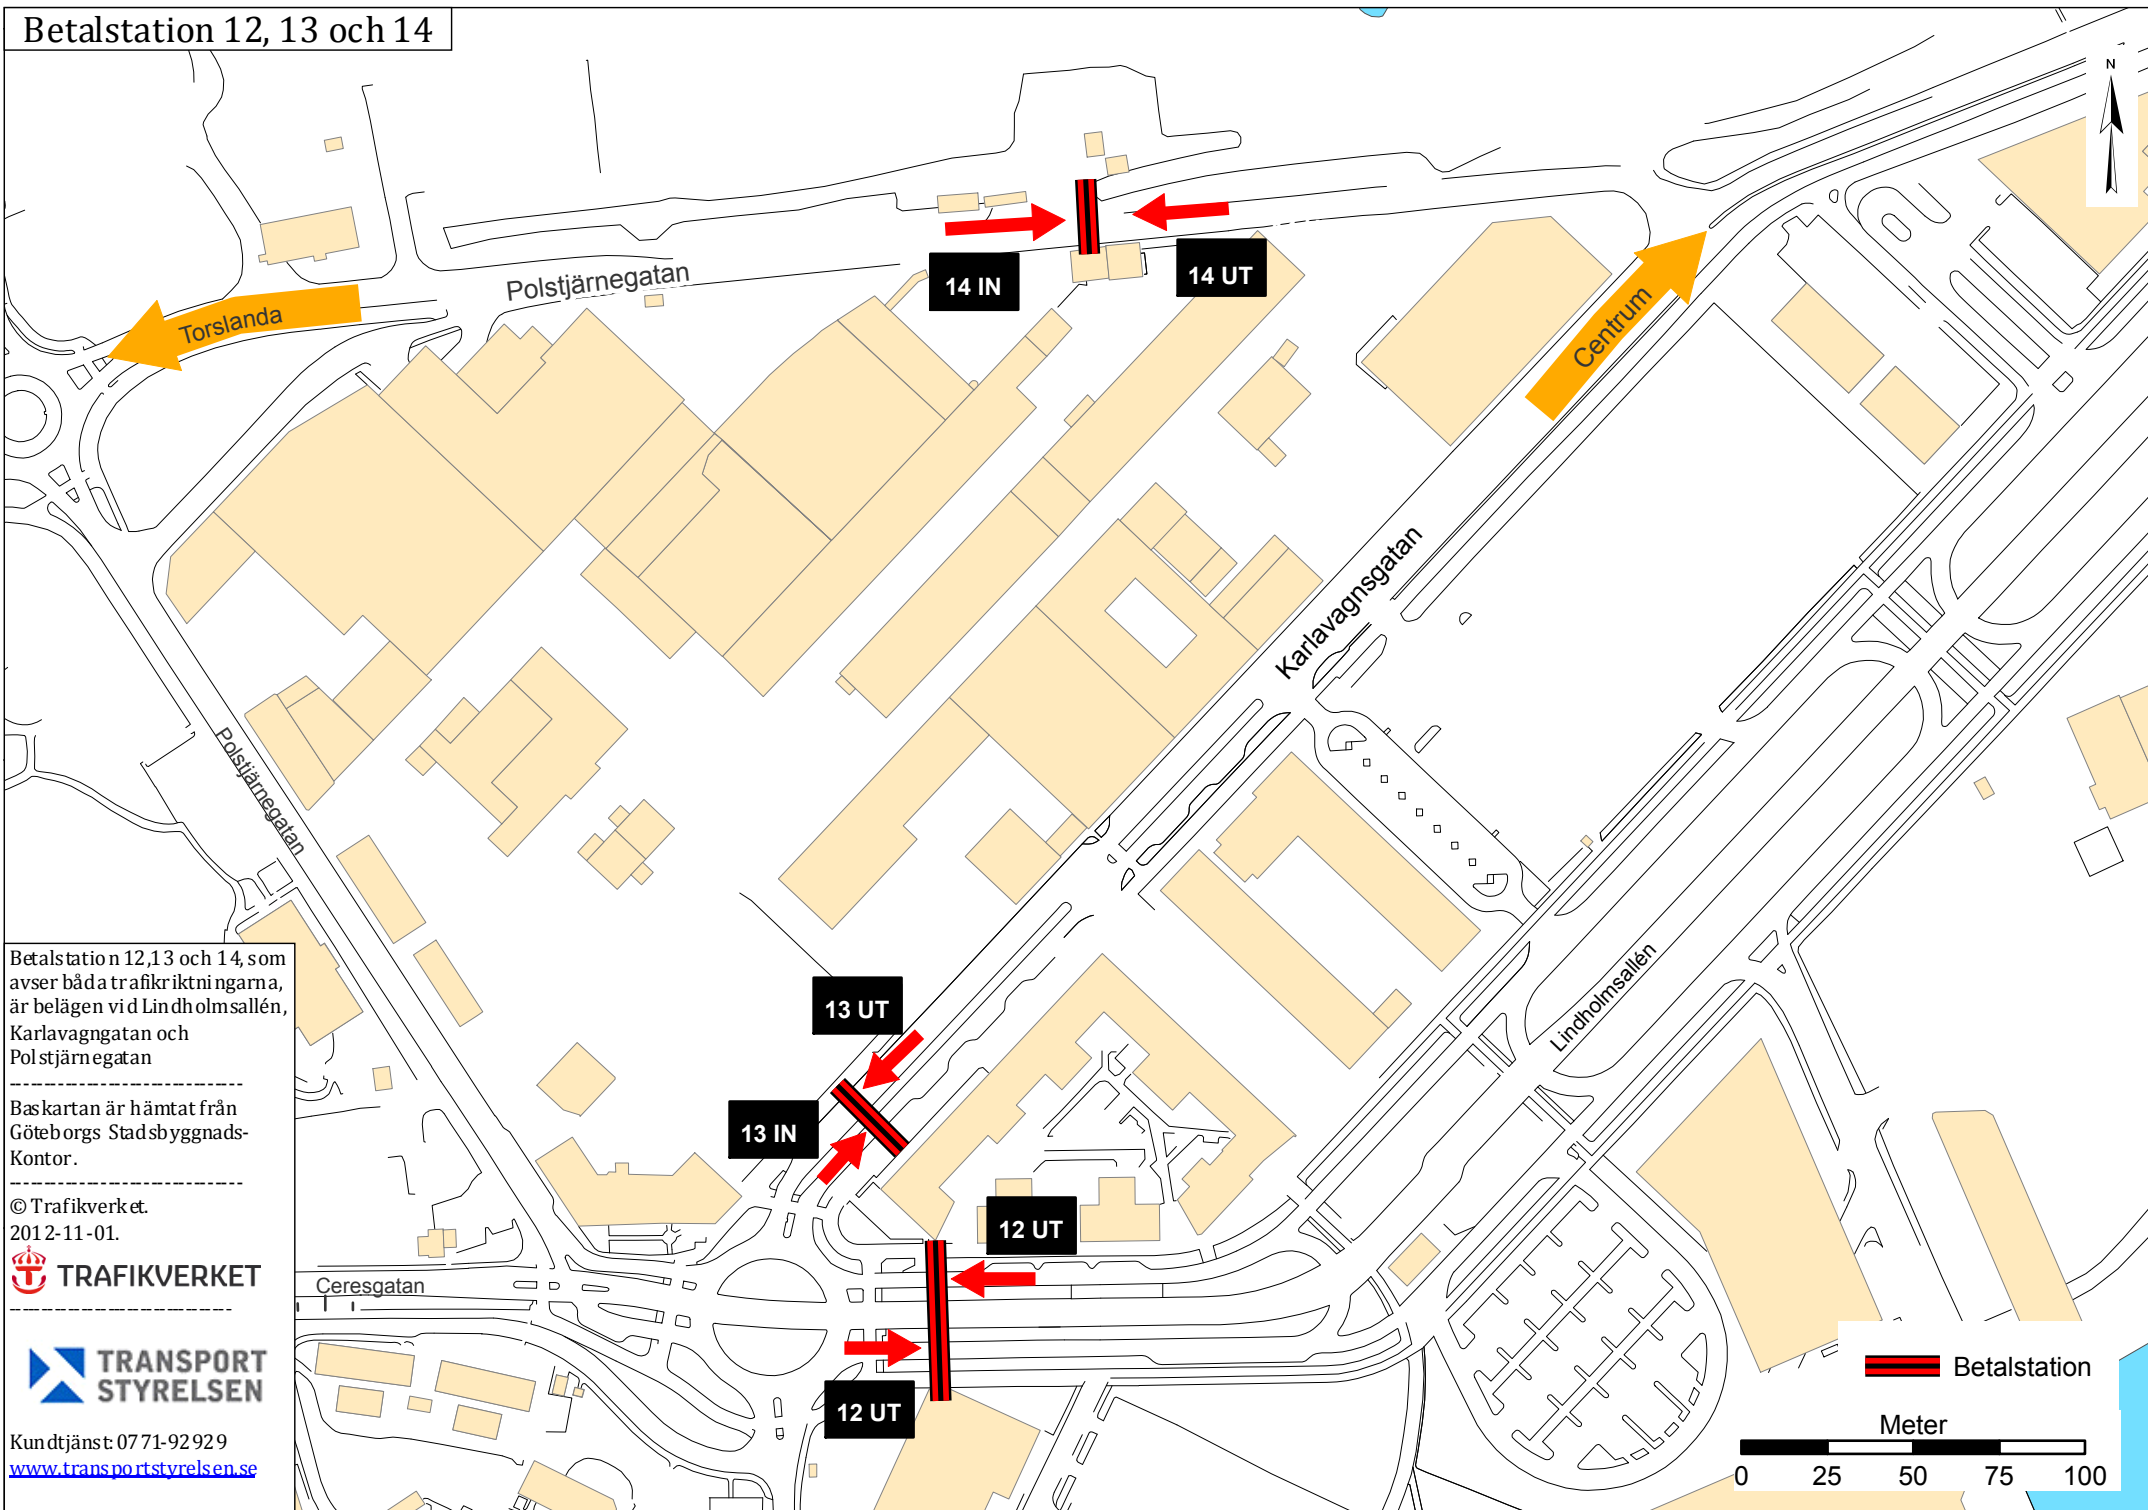 Betalstation 12, 13 och 14
N
14 IN
14 UT
Polstjärnegatan
Torslanda
Centrum
Karlavagnsgatan
Polstjärnegatan
Lindholmsallén
13 UT
13 IN
12 UT
12 UT
Ceresgatan
Betalstation 12,13 och 14, som
avser båda trafikriktningarna,
är belägen vid Lindholmsallén,
Karlavagngatan och
Polstjärnegatan
------------------------------
Baskartan är hämtat från
Göteborgs Stadsbyggnads-
Kontor.
------------------------------
© Trafikverket.
2012-11-01.
TRAFIKVERKET
------------------------------
TRANSPORT
STYRELSEN
Kundtjänst: 0771-92929
www.transportstyrelsen.se
Betalstation
Meter
0 25 50 75 100